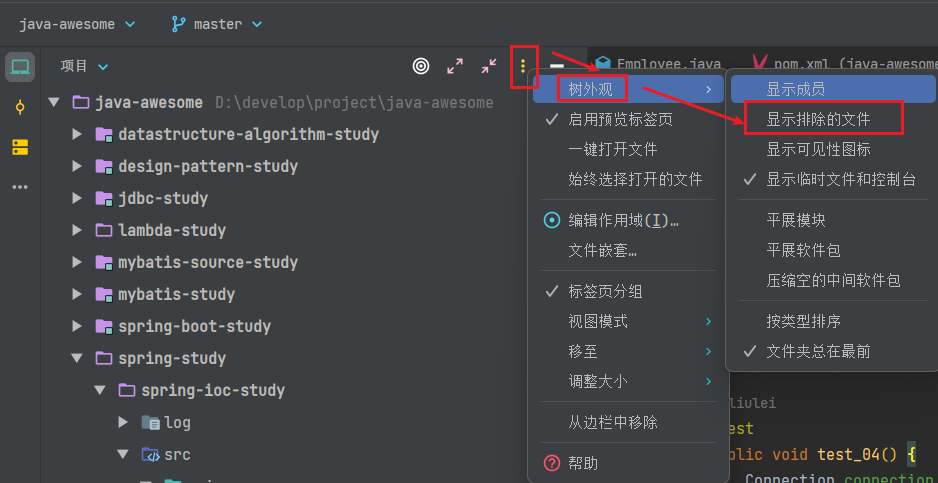 java-awesome
master
项目
Employee.java
pom.xml (java-awesome
java-awesome D:\develop\project\java-awesome
datastructure-algorithm-study
design-pattern-study
jdbc-study
lambda-study
mybatis-source-study
mybatis-study
spring-boot-study
spring-study
spring-ioc-study
log
src
树外观
启用预览标签页
一键打开文件
始终选择打开的文件
编辑作用域(I)…
文件嵌套…
标签页分组
视图模式
移至
调整大小
从边栏中移除
帮助
显示成员
显示排除的文件
显示可见性图标
显示临时文件和控制台
平展模块
平展软件包
压缩空的中间软件包
按类型排序
文件夹总在最前
liulei
est
blic void test_04() {
Connection connection